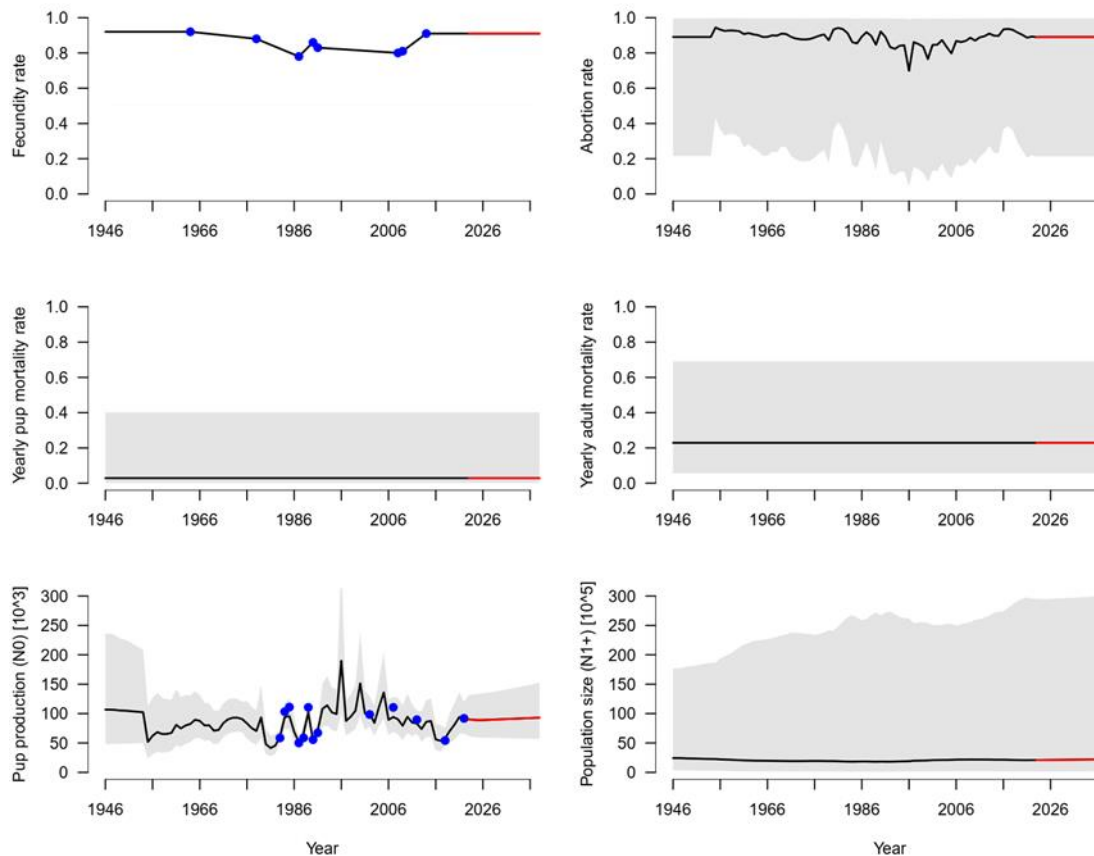 Fecundity rate
1.0
0.8
0.6
0.4
0.2
0.0
1946 1966 1986 2006 2026
Abortion rate
1.0
0.8
0.6
0.4
0.2
0.0
1946 1966 1986 2006 2026
Yearly pup mortality rate
1.0
0.8
0.6
0.4
0.2
0.0
1946 1966 1986 2006 2026
Yearly adult mortality rate
1.0
0.8
0.6
0.4
0.2
0.0
1946 1966 1986 2006 2026
Pup production (N0) [10^3]
300
250
200
150
100
50
0
1946 1966 1986 2006 2026
Year
Population size (N1+) [10^5]
300
250
200
150
100
50
0
1946 1966 1986 2006 2026
Year